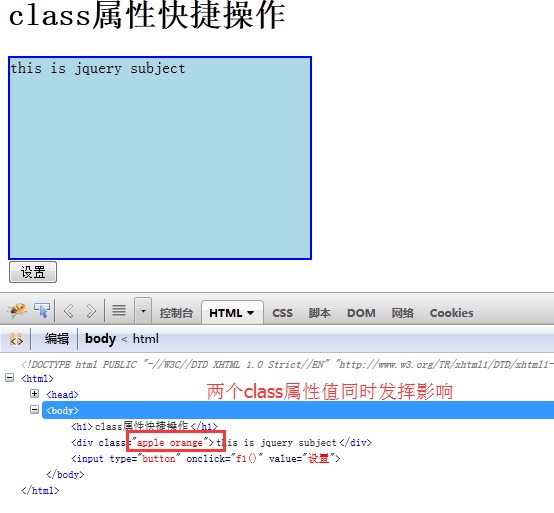 class属性快捷操作
this is jquery subject
设置
控制台 HTML CSS 脚本 DOM 网络 Cookies
编辑 body < html
<!DOCTYPE html PUBLIC "-//W3C//DTD XHTML 1.0 Strict//EN" "http://www.w3.org/TR/xhtml1/DTD/xhtml1-
<html>
<head>
两个class属性值同时发挥影响
<body>
<h1>class属性快捷操作</h1>
<div class="apple orange">this is jquery subject</div>
<input type="button" onclick="f1()" value="设置">
</body>
</html>